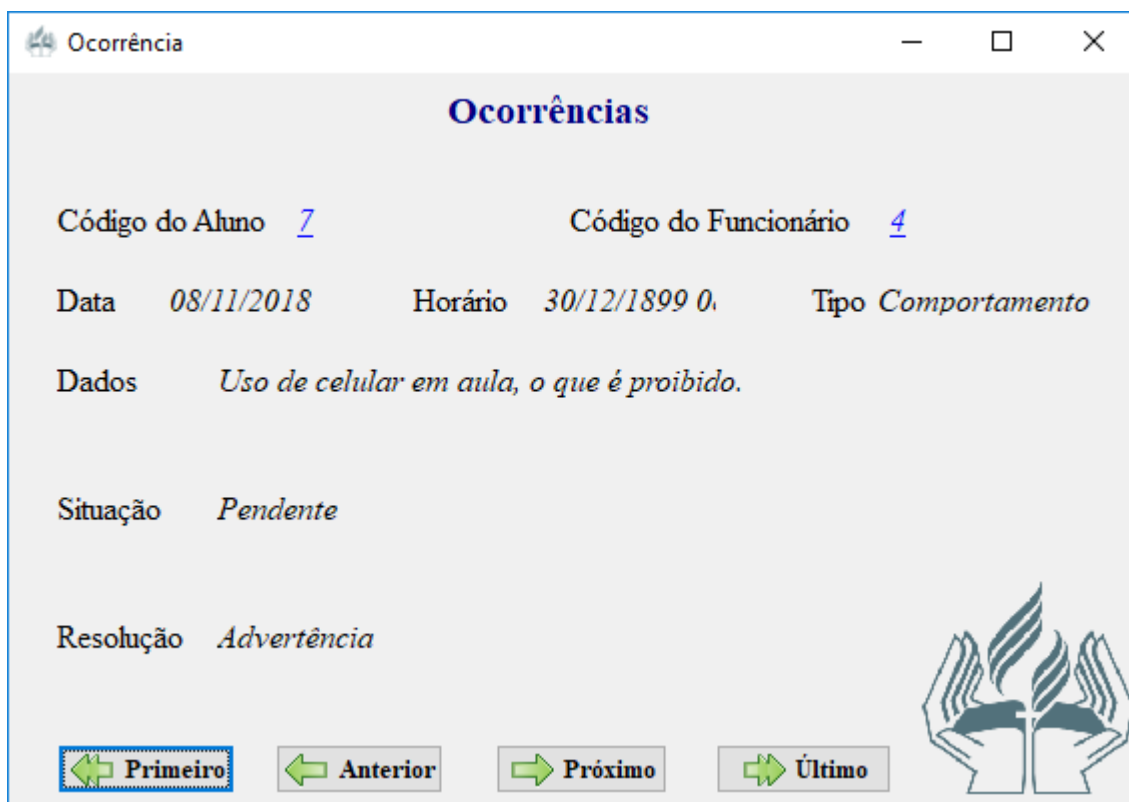 Ocorrência
Ocorrências
Código do Aluno 7 Código do Funcionário 4
Data 08/11/2018 Horário 30/12/1899 Tipo Comportamento
Dados Uso de celular em aula, o que é proibido.
Situação Pendente
Resolução Advertência
Primeiro Anterior Próximo Último